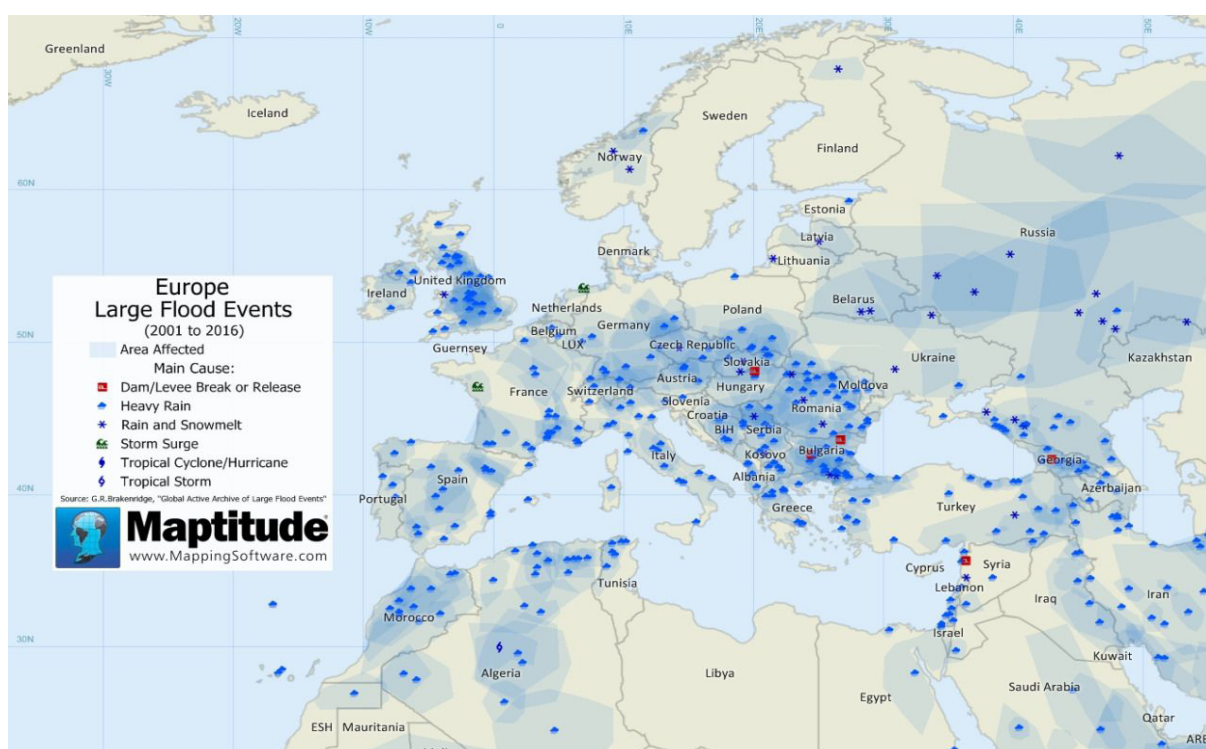 20W
10W
0
10E
20E
30E
40E
50E
Greenland
30W
Iceland
Sweden
Norway
Finland
60N
Estonia
Latvia
Russia
Denmark
Lithuania
United Kingdom
Ireland
Belarus
Netherlands
Poland
Germany
50N
Belgium
LUX
Czech Republic
Guernsey
Slovakia
Ukraine
Kazakhstan
Austria
Hungary
Moldova
France
Switzerland
Slovenia
Romania
Croatia
BIH
Serbia
Italy
Kosovo
Bulgaria
Georgia
Albania
Spain
Portugal
40N
Greece
Turkey
Azerbaijan
Cyprus
Syria
Tunisia
Lebanon
Iraq
Iran
Morocco
Israel
30N
Kuwait
Algeria
Libya
Egypt
Saudi Arabia
Qatar
ESH
Mauritania
ARE
Europe
Large Flood Events
(2001 to 2016)
Area Affected
Main Cause:
Dam/Levee Break or Release
Heavy Rain
Rain and Snowmelt
Storm Surge
Tropical Cyclone/Hurricane
Tropical Storm
Source: G.R.Brakenridge, "Global Active Archive of Large Flood Events"
Maptitude®
www.MappingSoftware.com